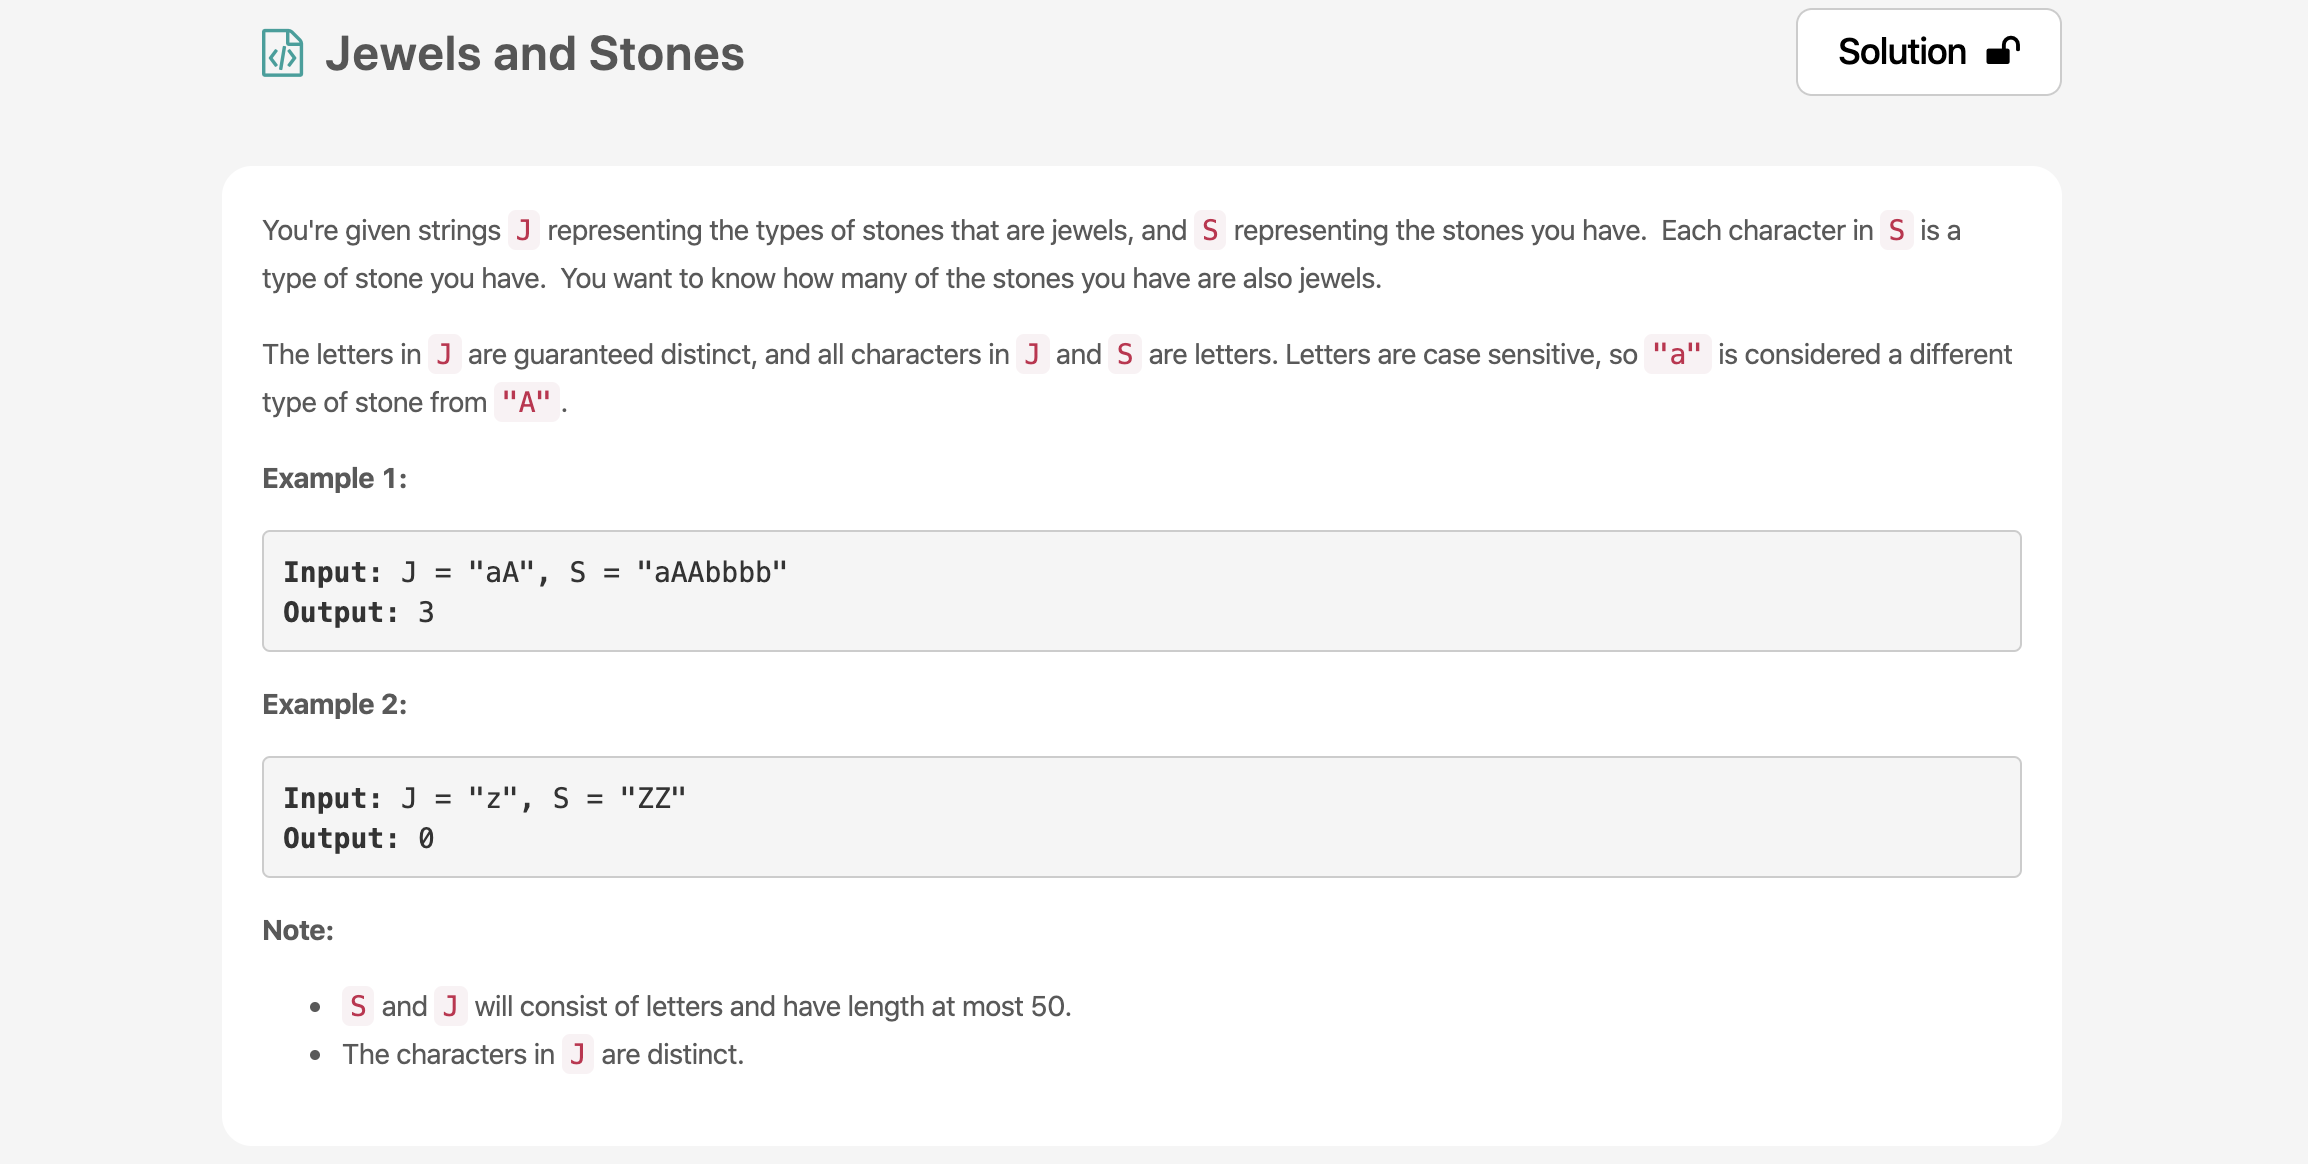 Jewels and Stones
Solution
You're given strings J representing the types of stones that are jewels, and S representing the stones you have.  Each character in S is a
type of stone you have.  You want to know how many of the stones you have are also jewels.
The letters in J are guaranteed distinct, and all characters in J and S are letters. Letters are case sensitive, so "a" is considered a different
type of stone from "A".
Example 1:
Input: J = "aA", S = "aAAbbbb"
Output: 3
Example 2:
Input: J = "z", S = "ZZ"
Output: 0
Note:
• S and J will consist of letters and have length at most 50.
• The characters in J are distinct.